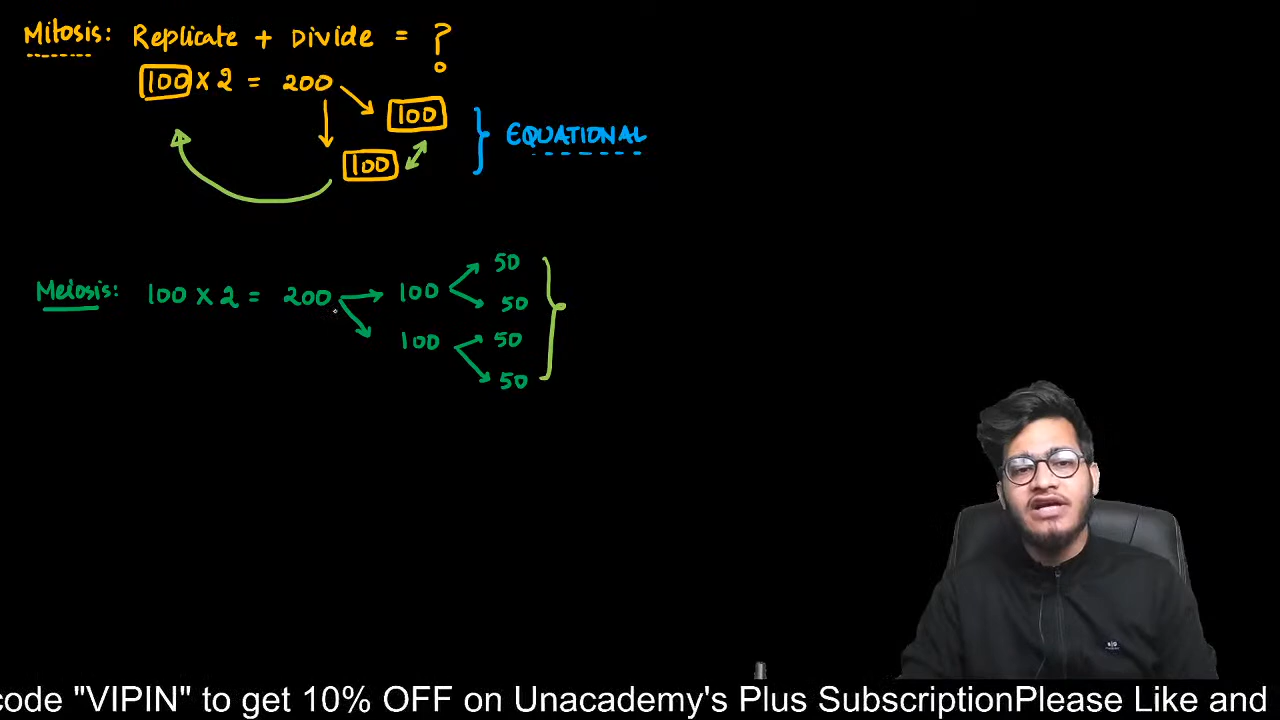 Mitosis: Replicate + Divide = ?
100 × 2 = 200
100
100
EQUATIONAL
Meiosis: 100 × 2 = 200
100
100
50
50
50
50
code "VIPIN" to get 10% OFF on Unacademy's Plus SubscriptionPlease Like and